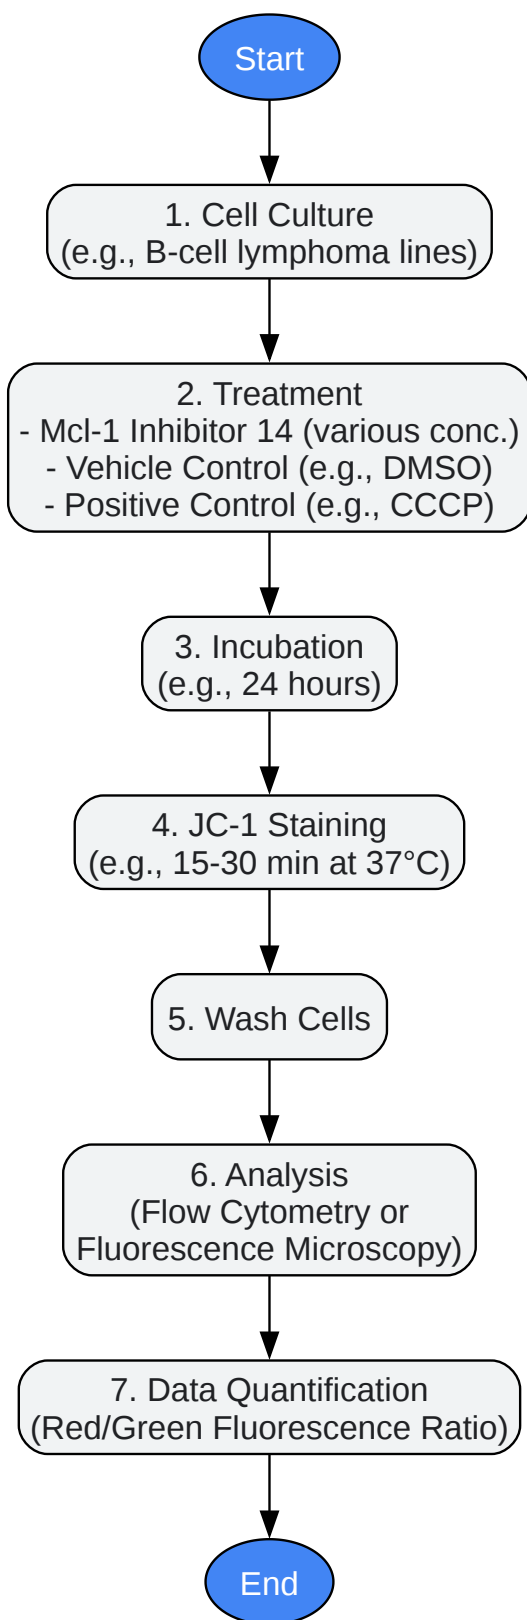 Start
1. Cell Culture
(e.g., B-cell lymphoma lines)
2. Treatment
- Mcl-1 Inhibitor 14 (various conc.)
- Vehicle Control (e.g., DMSO)
- Positive Control (e.g., CCCP)
3. Incubation
(e.g., 24 hours)
4. JC-1 Staining
(e.g., 15-30 min at 37°C)
5. Wash Cells
6. Analysis
(Flow Cytometry or
Fluorescence Microscopy)
7. Data Quantification
(Red/Green Fluorescence Ratio)
End